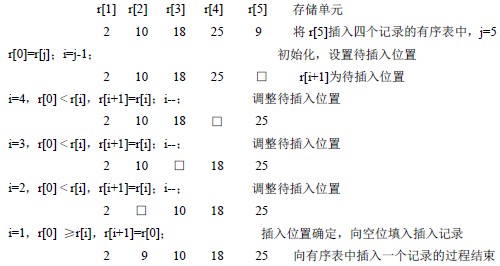 r[1] r[2] r[3] r[4] r[5] 存储单元
2 10 18 25 9 将 r[5]插入四个记录的有序表中，j=5
r[0]=r[j]；i=j-1； 初始化，设置待插入位置
2 10 18 25 □ r[i+1]为待插入位置
i=4，r[0] < r[i]，r[i+1]=r[i]；i--； 调整待插入位置
2 10 18 □ 25
i=3，r[0] < r[i]，r[i+1]=r[i]；i--； 调整待插入位置
2 10 □ 18 25
i=2，r[0] < r[i]，r[i+1]=r[i]；i--； 调整待插入位置
2 □ 10 18 25
i=1，r[0] ≥r[i]，r[i+1]=r[0]； 插入位置确定，向空位填入插入记录
2 9 10 18 25 向有序表中插入一个记录的过程结束